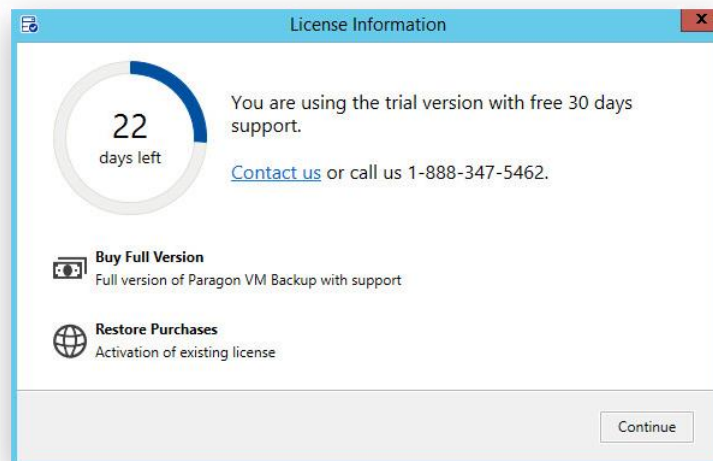 License Information
x
22
days left
You are using the trial version with free 30 days
support.
Contact us or call us 1-888-347-5462.
Buy Full Version
Full version of Paragon VM Backup with support
Restore Purchases
Activation of existing license
Continue